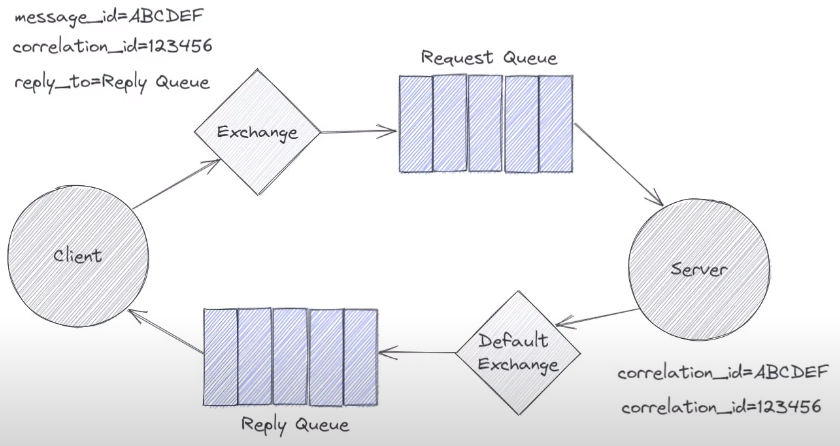 message_id=ABCDEF
correlation_id=123456
reply_to=Reply Queue
Exchange
Request Queue
Client
Server
Default
Exchange
Reply Queue
correlation_id=ABCDEF
correlation_id=123456